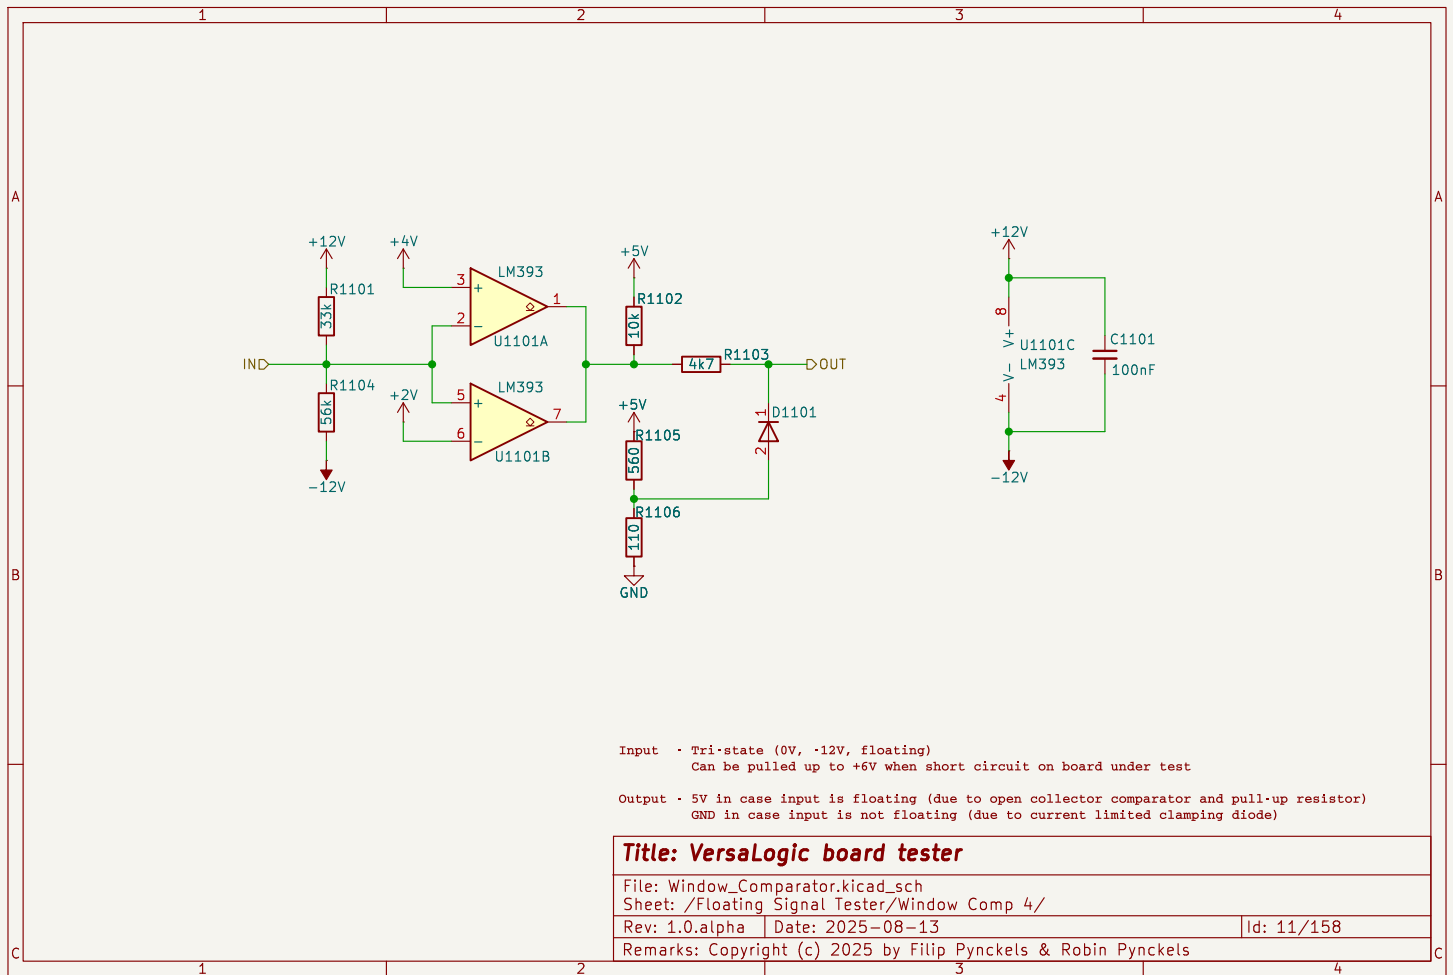 1 2 3 4
A A
+12V
+12V +4V
+5V
LM393
R1101
3 +
R1102
1
33k
8
10k
2 −
V+
U1101A
U1101C
C1101
R1103
IN
4k7
OUT
LM393
100nF
V−
R1104
LM393
+2V
4
5 +
+5V
1
D1101
56k
7
6 −
R1105
2
U1101B
560
−12V
−12V
R1106
110
GND
B B
Input - Tri-state (0V, -12V, floating)
Can be pulled up to +6V when short circuit on board under test
Output - 5V in case input is floating (due to open collector comparator and pull-up resistor)
GND in case input is not floating (due to current limited clamping diode)
Title: VersaLogic board tester
File: Window_Comparator.kicad_sch
Sheet: /Floating Signal Tester/Window Comp 4/
Rev: 1.0.alpha Date: 2025-08-13 Id: 11/158
Remarks: Copyright (c) 2025 by Filip Pynckels & Robin Pynckels
C C
1 2 3 4